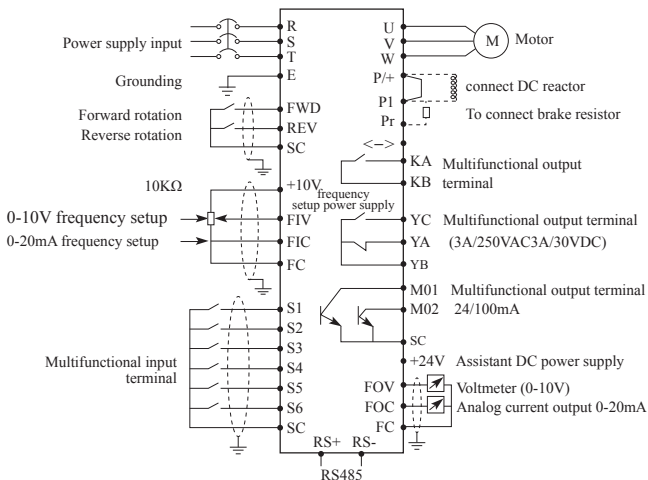 R
S
T
Power supply input
E
Grounding
FWD
Forward rotation
REV
Reverse rotation
SC
+10V
10KΩ
frequency
setup power supply
0-10V frequency setup
FIV
0-20mA frequency setup
FIC
FC
S1
S2
S3
S4
Multifunctional input
terminal
S5
S6
SC
RS+ RS-
RS485
U
V
W
M
Motor
P/+
connect DC reactor
P1
To connect brake resistor
Pr
<->
KA
Multifunctional output
KB
terminal
YC
Multifunctional output terminal
YA
(3A/250VAC3A/30VDC)
YB
M01
Multifunctional output terminal
M02
24/100mA
SC
+24V
Assistant DC power supply
FOV
Voltmeter (0-10V)
FOC
Analog current output 0-20mA
FC